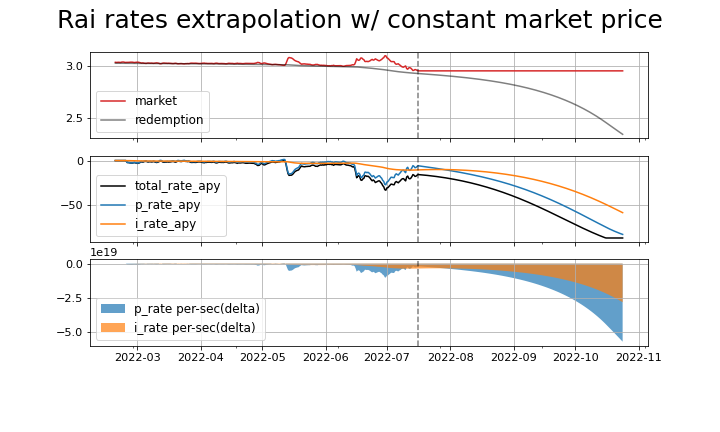 Rai rates extrapolation w/ constant market price
3.0
2.5
market
redemption
0
−50
total_rate_apy
p_rate_apy
i_rate_apy
1e19
0.0
−2.5
−5.0
p_rate per-sec(delta)
i_rate per-sec(delta)
2022-03 2022-04 2022-05 2022-06 2022-07 2022-08 2022-09 2022-10 2022-11